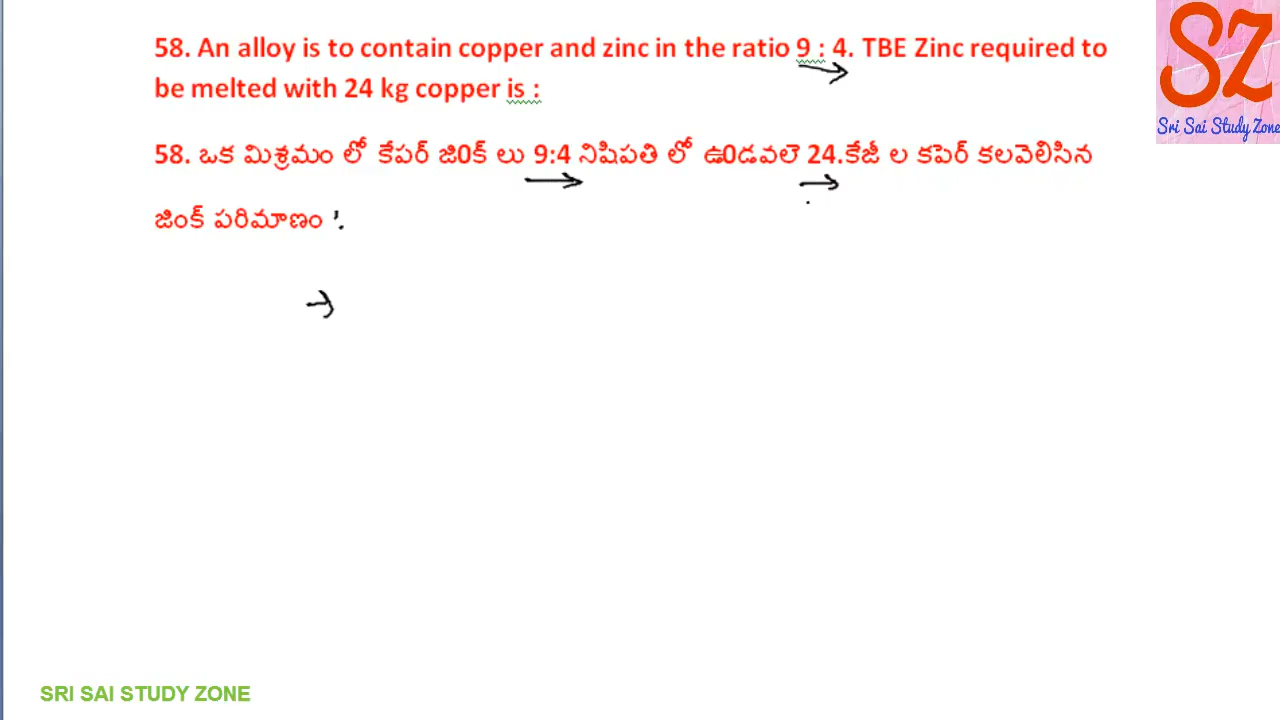 58. An alloy is to contain copper and zinc in the ratio 9 : 4. TBE Zinc required to
be melted with 24 kg copper is :
58. ఒక మిశ్రమం లో కేపర్ జి0క్ లు 9:4 నిషిపతి లో ఉ0డవలె 24.కేజీ ల కపెర్ కలవెలిసిన
జింక్ పరిమాణం :.
SZ
Sri Sai Study Zone
SRI SAI STUDY ZONE